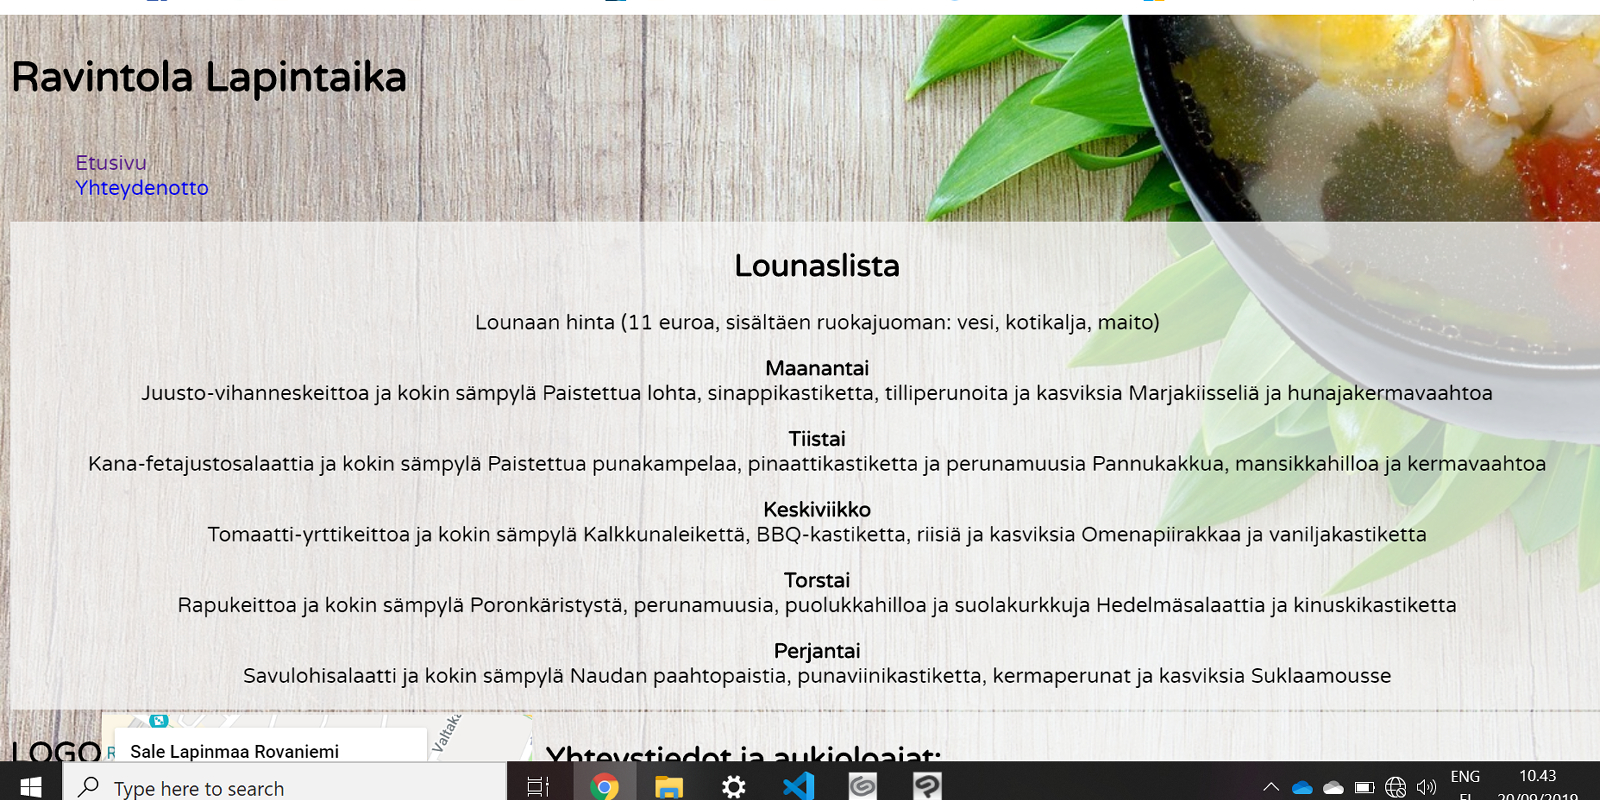 Ravintola Lapintaika
Etusivu
Yhteydenotto
Lounaslista
Lounaan hinta (11 euroa, sisältäen ruokajuoman: vesi, kotikalja, maito)
Maanantai
Juusto-vihanneskeittoa ja kokin sämpylä Paistettua lohta, sinappikastiketta, tilliperunoita ja kasviksia Marjakiisseliä ja hunajakermavaahtoa
Tiistai
Kana-fetajustosalaattia ja kokin sämpylä Paistettua punakampelaa, pinaattikastiketta ja perunamuusia Pannukakkua, mansikkahilloa ja kermavaahtoa
Keskiviikko
Tomaatti-yrttikeittoa ja kokin sämpylä Kalkkunaleikettä, BBQ-kastiketta, riisiä ja kasviksia Omenapiirakkaa ja vaniljakastiketta
Torstai
Rapukeittoa ja kokin sämpylä Poronkäristystä, perunamuusia, puolukkahilloa ja suolakurkkuja Hedelmäsalaattia ja kinuskikastiketta
Perjantai
Savulohisalaatti ja kokin sämpylä Naudan paahtopaistia, punaviinikastiketta, kermaperunat ja kasviksia Suklaamousse
LOGO
Sale Lapinmaa Rovaniemi
Valtaka
Yhteystiedot ja aukioloajat:
Type here to search
ENG
10.43
FI
20/09/2019